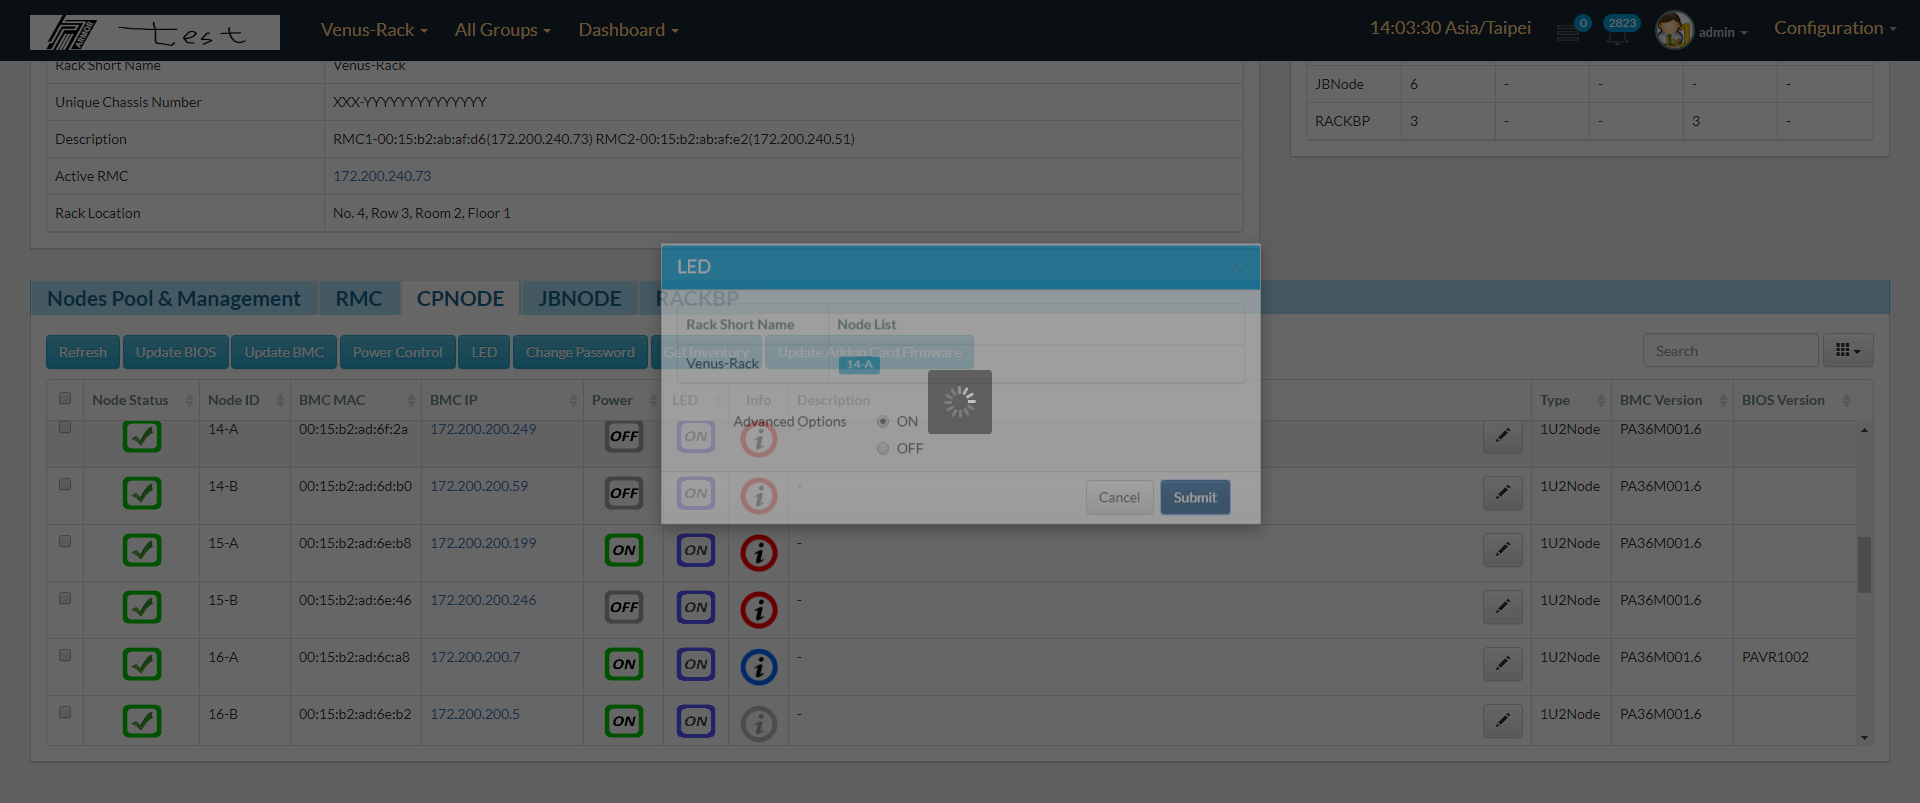 ARMOR test Venus-Rack All Groups Dashboard 14:03:30 Asia/Taipei 0 2823 admin Configuration
Rack Short Name Venus-Rack
Unique Chassis Number XXX-YYYYYYYYYYYYYY
Description RMC1-00:15:b2:ab:af:d6(172.200.240.73) RMC2-00:15:b2:ab:af:e2(172.200.240.51)
Active RMC 172.200.240.73
Rack Location No. 4, Row 3, Room 2, Floor 1
JBNode 6 - - - -
RACKBP 3 - - 3 -
LED
Rack Short Name Node List
Venus-Rack 14-A
Advanced Options ON
OFF
Cancel Submit
Nodes Pool & Management RMC CPNODE JBNODE RACKBP
Refresh Update BIOS Update BMC Power Control LED Change Password Get Inventory Update Addon Card Firmware Search
Node Status Node ID BMC MAC BMC IP Power LED Info Description Type BMC Version BIOS Version
14-A 00:15:b2:ad:6f:2a 172.200.200.249 OFF ON i 1U2Node PA36M001.6
14-B 00:15:b2:ad:6d:b0 172.200.200.59 OFF ON i - 1U2Node PA36M001.6
15-A 00:15:b2:ad:6e:b8 172.200.200.199 ON ON i - 1U2Node PA36M001.6
15-B 00:15:b2:ad:6e:46 172.200.200.246 OFF ON i - 1U2Node PA36M001.6
16-A 00:15:b2:ad:6c:a8 172.200.200.7 ON ON i - 1U2Node PA36M001.6 PAVR1002
16-B 00:15:b2:ad:6e:b2 172.200.200.5 ON ON i - 1U2Node PA36M001.6